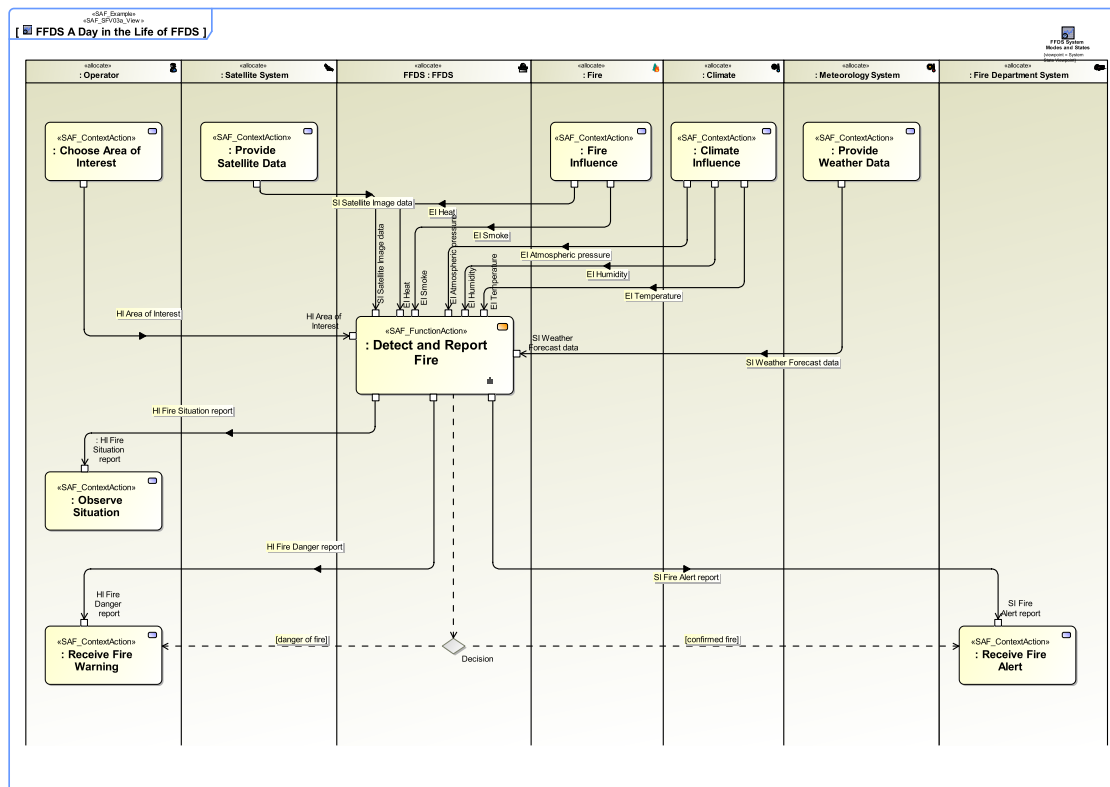 «SAF_Example»
«SAF_SFV03a_View»
[ FFDS A Day in the Life of FFDS ]
FFDS System
Modes and States
«allocate»
: Operator
«allocate»
: Satellite System
FFDS : FFDS
«allocate»
: Fire
«allocate»
: Climate
«allocate»
: Meteorology System
«allocate»
: Fire Department System
«SAF_ContextAction»
: Choose Area of
Interest
«SAF_ContextAction»
: Provide
Satellite Data
«SAF_ContextAction»
: Fire
Influence
«SAF_ContextAction»
: Climate
Influence
«SAF_ContextAction»
: Provide
Weather Data
SI Satellite Image data
EI Heat
EI Smoke
EI Atmospheric pressure
EI Humidity
EI Temperature
SI Satellite Image data
EI Heat
EI Smoke
EI Atmospheric pressure
EI Humidity
EI Temperature
HI Area of Interest
HI Area of
Interest
«SAF_FunctionAction»
: Detect and Report
Fire
SI Weather
Forecast data
SI Weather Forecast data
HI Fire Situation report
: HI Fire
Situation
report
«SAF_ContextAction»
: Observe
Situation
HI Fire Danger report
SI Fire Alert report
HI Fire
Danger
report
SI Fire
Alert report
«SAF_ContextAction»
: Receive Fire
Warning
[danger of fire]
Decision
[confirmed fire]
«SAF_ContextAction»
: Receive Fire
Alert